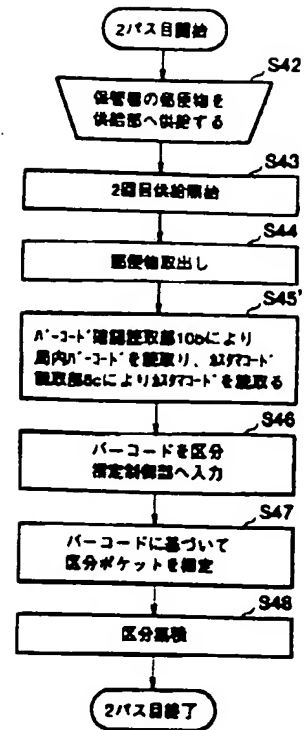 2パス目開始
S42
保管棚の郵便物を
供給部へ供給する
S43
2回目供給開始
S44
郵便物取出し
S45'
バーコード確認読取部10bにより
局内バーコードを読取り、カスタマコード
読取部8cによりカスタマコードを読取る
S46
バーコードを区分
指定制御部へ入力
S47
バーコードに基づいて
区分ポケットを指定
S48
区分集積
2パス目終了